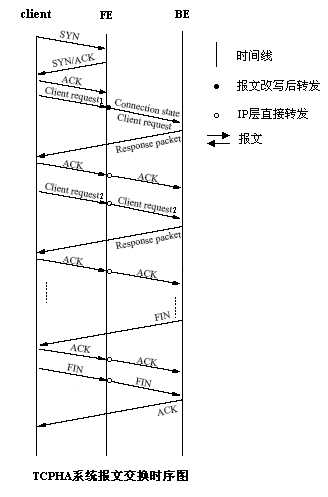 client FE BE
SYN
SYN/ACK
ACK
Client request1
Connection state
Client request
Response packet
ACK ACK
Client request2 Client request2
Response packet
ACK ACK
FIN
ACK ACK
FIN FIN
ACK
时间线
报文改写后转发
IP层直接转发
报文
TCPHA系统报文交换时序图